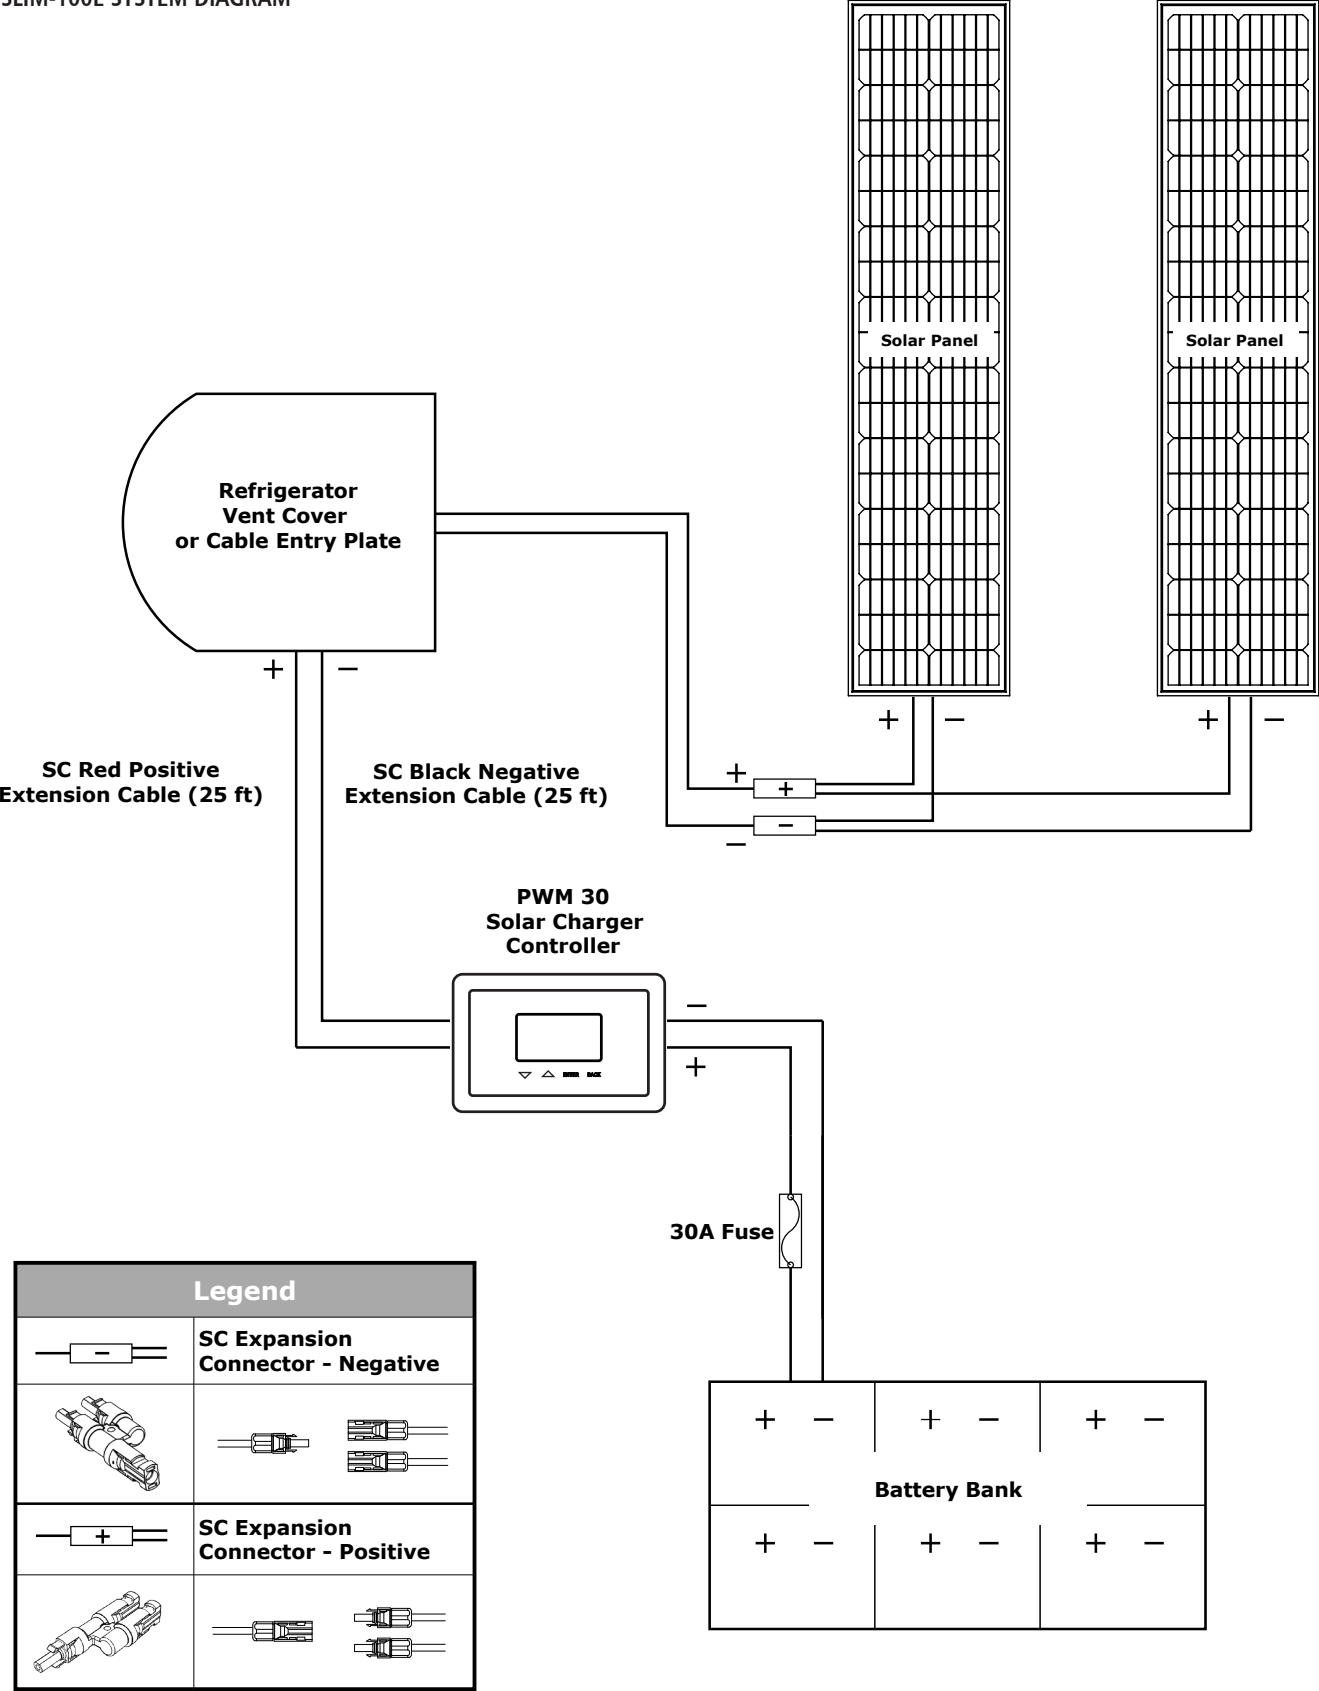 SLIM-100E SYSTEM DIAGRAM
Solar Panel
Solar Panel
Refrigerator
Vent Cover
or Cable Entry Plate
+ −
+ −
+ −
SC Red Positive
Extension Cable (25 ft)
SC Black Negative
Extension Cable (25 ft)
+
+
−
−
PWM 30
Solar Charger
Controller
−
+
ENTER BACK
30A Fuse
Legend
−
SC Expansion
Connector - Negative
+
SC Expansion
Connector - Positive
+ − + − + −
Battery Bank
+ − + − + −